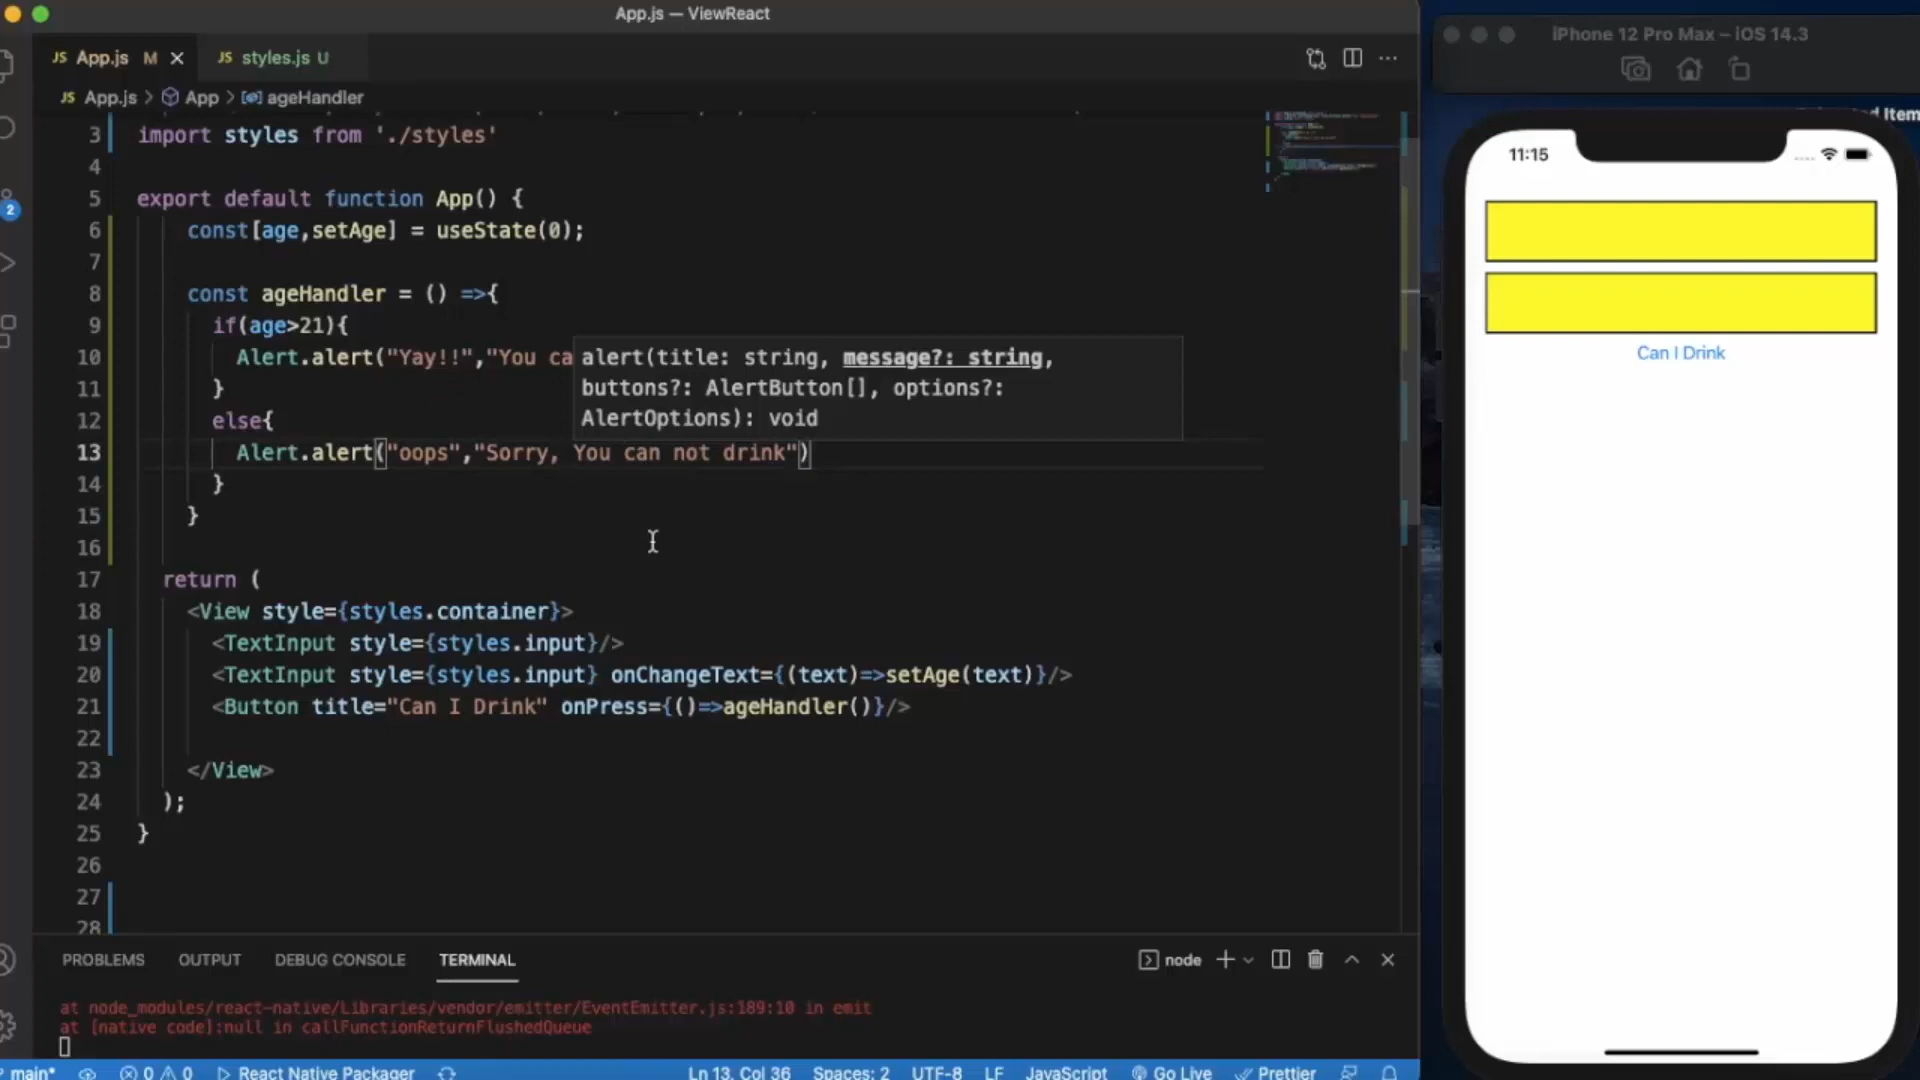 App.js — ViewReact
JS App.js M
JS styles.js U
JS App.js > App > ageHandler
3 import styles from './styles'
4
5 export default function App() {
6 const[age,setAge] = useState(0);
7
8 const ageHandler = () =>{
9 if(age>21){
10 Alert.alert("Yay!!","You ca
11 }
12 else{
13 Alert.alert("oops","Sorry, You can not drink")
14 }
15 }
16
17 return (
18 <View style={styles.container}>
19 <TextInput style={styles.input}/>
20 <TextInput style={styles.input} onChangeText={(text)=>setAge(text)}/>
21 <Button title="Can I Drink" onPress={()=>ageHandler()}/>
22
23 </View>
24 );
25 }
26
27
28
alert(title: string, message?: string,
buttons?: AlertButton[], options?:
AlertOptions): void
2
PROBLEMS OUTPUT DEBUG CONSOLE TERMINAL
node
at node_modules/react-native/Libraries/vendor/emitter/EventEmitter.js:189:10 in emit
at [native code]:null in callFunctionReturnFlushedQueue
main* 0 0 React Native Packager Ln 13, Col 36 Spaces: 2 UTF-8 LF JavaScript Go Live Prettier
iPhone 12 Pro Max – iOS 14.3
Item
11:15
Can I Drink